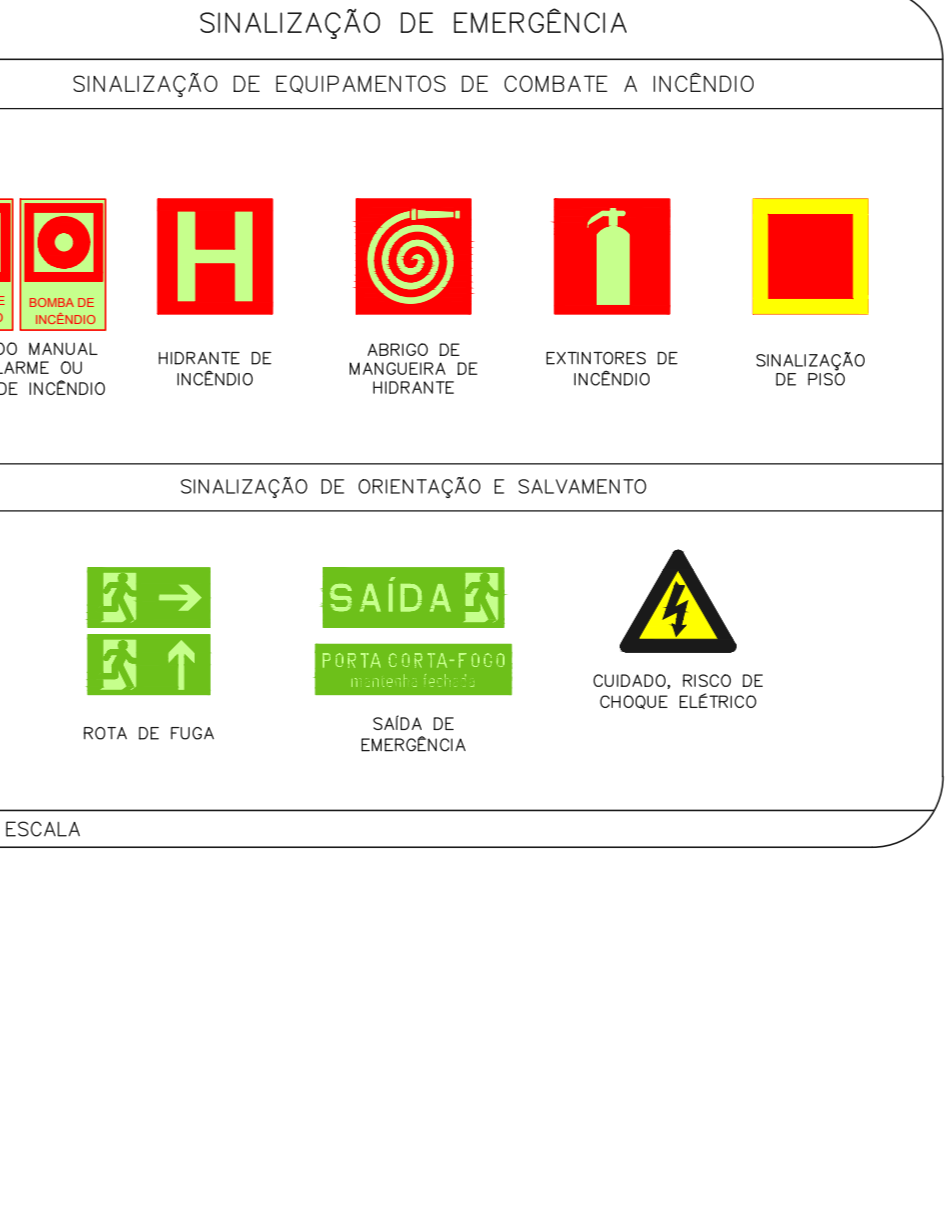 SINALIZAÇÃO DE EMERGÊNCIA
SINALIZAÇÃO DE EQUIPAMENTOS DE COMBATE A INCÊNDIO
BOMBA DE
INCÊNDIO
MANUAL
OU
DE INCÊNDIO
H
HIDRANTE DE
INCÊNDIO
ABRIGO DE
MANGUEIRA DE
HIDRANTE
EXTINTORES DE
INCÊNDIO
SINALIZAÇÃO
DE PISO
SINALIZAÇÃO DE ORIENTAÇÃO E SALVAMENTO
ROTA DE FUGA
SAÍDA
PORTA CORTA-FOGO
mantenha fechada
SAÍDA DE
EMERGÊNCIA
CUIDADO, RISCO DE
CHOQUE ELÉTRICO
ESCALA